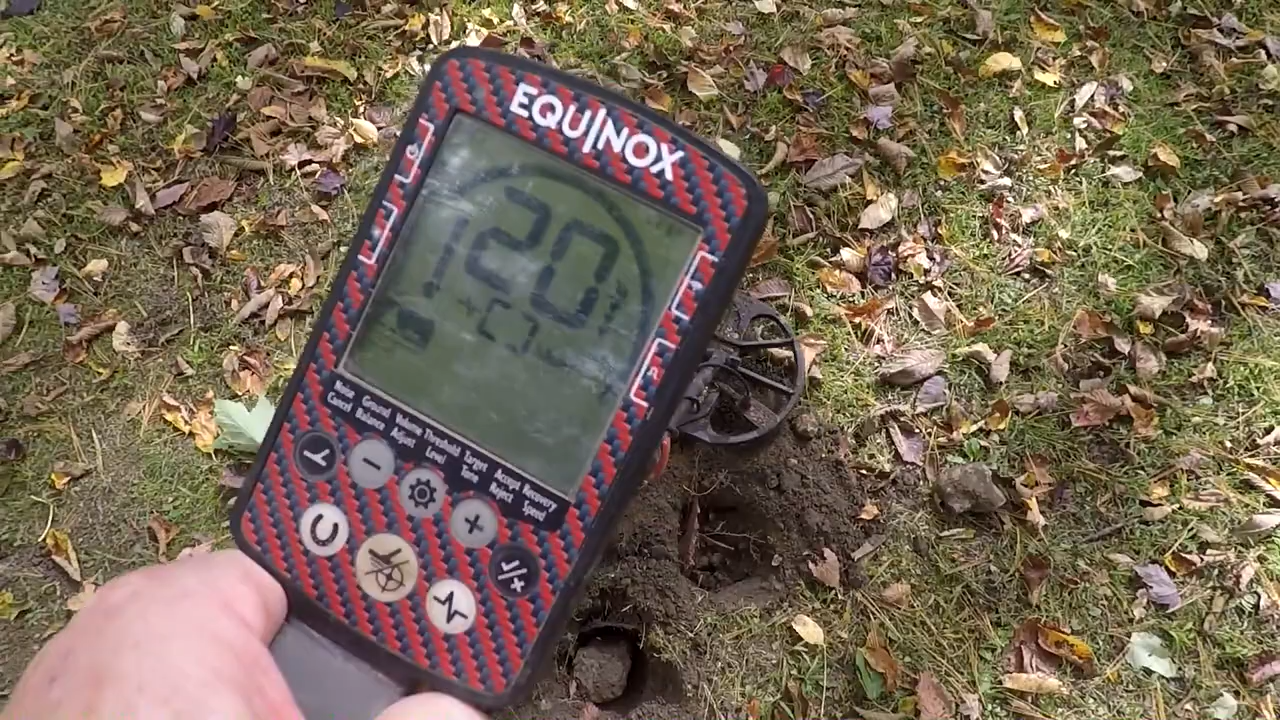 EQUINOX
120
Noise Ground Volume Threshold Target Accept Recovery
Cancel Balance Adjust Level Tone Reject Speed